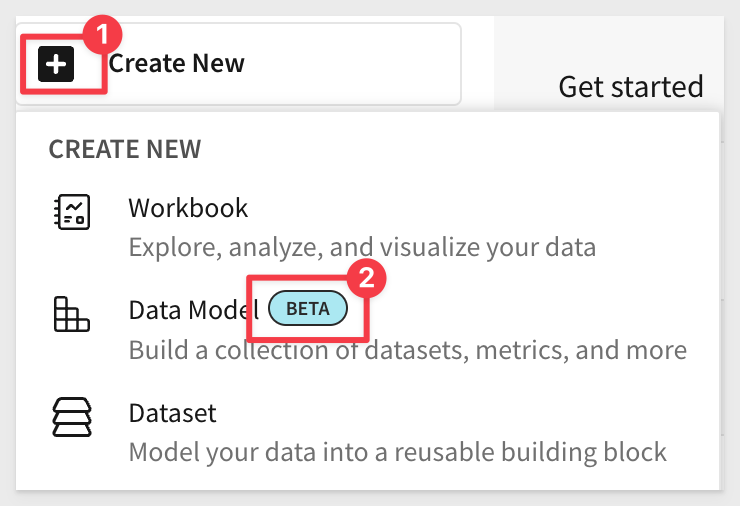 1
Create New
Get started
CREATE NEW
Workbook
Explore, analyze, and visualize your data
2
Data Model BETA
Build a collection of datasets, metrics, and more
Dataset
Model your data into a reusable building block